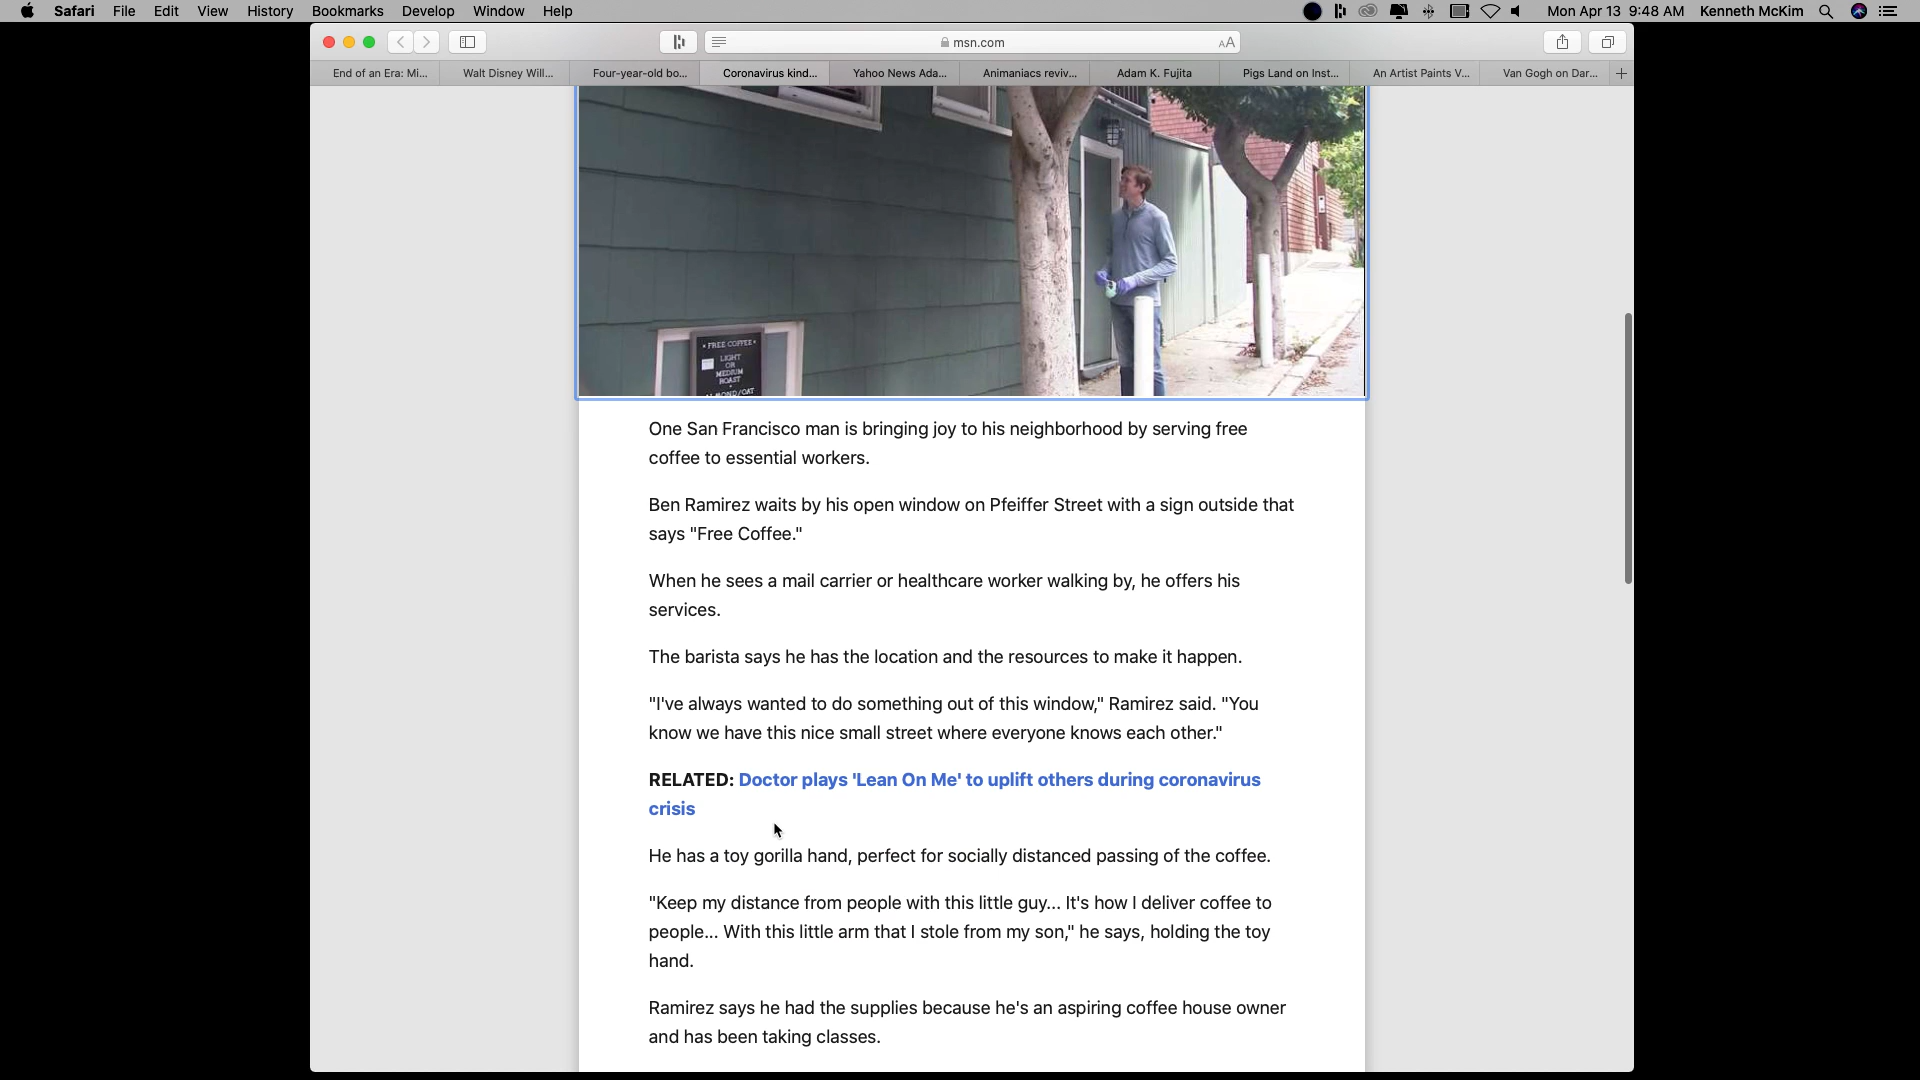 Safari File Edit View History Bookmarks Develop Window Help Mon Apr 13 9:48 AM Kenneth McKim
msn.com
AA
End of an Era: Mi... Walt Disney Will... Four-year-old bo... Coronavirus kind... Yahoo News Ada... Animaniacs reviv... Adam K. Fujita Pigs Land on Inst... An Artist Paints V... Van Gogh on Dar...
• FREE COFFEE •
LIGHT
OR
MEDIUM
ROAST
ALMOND/OAT
One San Francisco man is bringing joy to his neighborhood by serving free
coffee to essential workers.
Ben Ramirez waits by his open window on Pfeiffer Street with a sign outside that
says "Free Coffee."
When he sees a mail carrier or healthcare worker walking by, he offers his
services.
The barista says he has the location and the resources to make it happen.
"I've always wanted to do something out of this window," Ramirez said. "You
know we have this nice small street where everyone knows each other."
RELATED: Doctor plays 'Lean On Me' to uplift others during coronavirus
crisis
He has a toy gorilla hand, perfect for socially distanced passing of the coffee.
"Keep my distance from people with this little guy... It's how I deliver coffee to
people... With this little arm that I stole from my son," he says, holding the toy
hand.
Ramirez says he had the supplies because he's an aspiring coffee house owner
and has been taking classes.